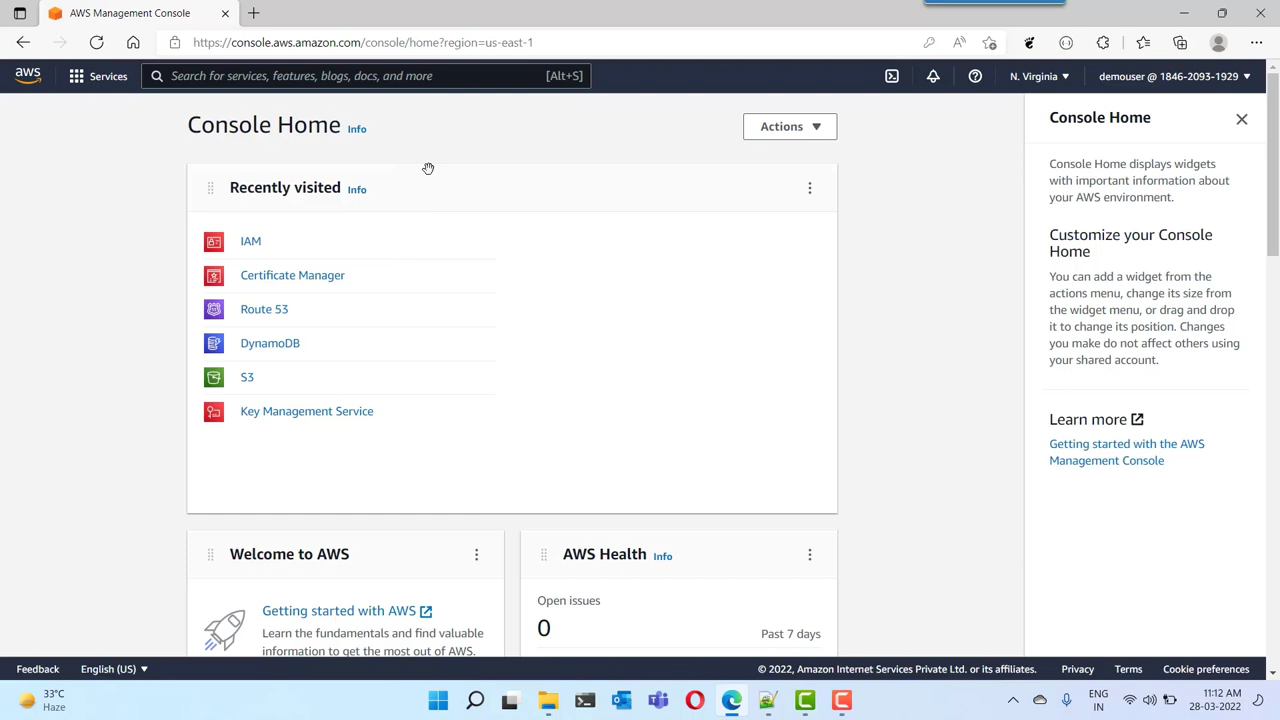 AWS Management Console
https://console.aws.amazon.com/console/home?region=us-east-1
aws
Services
Search for services, features, blogs, docs, and more
[Alt+S]
N. Virginia
demouser @ 1846-2093-1929
Console Home Info
Actions
Recently visited Info
IAM
Certificate Manager
Route 53
DynamoDB
S3
Key Management Service
Welcome to AWS
Getting started with AWS
Learn the fundamentals and find valuable
information to get the most out of AWS.
AWS Health Info
Open issues
0
Past 7 days
Console Home
Console Home displays widgets
with important information about
your AWS environment.
Customize your Console
Home
You can add a widget from the
actions menu, change its size from
the widget menu, or drag and drop
it to change its position. Changes
you make do not affect others using
your shared account.
Learn more
Getting started with the AWS
Management Console
Feedback
English (US)
© 2022, Amazon Internet Services Private Ltd. or its affiliates.
Privacy
Terms
Cookie preferences
33°C
Haze
ENG
IN
11:12 AM
28-03-2022